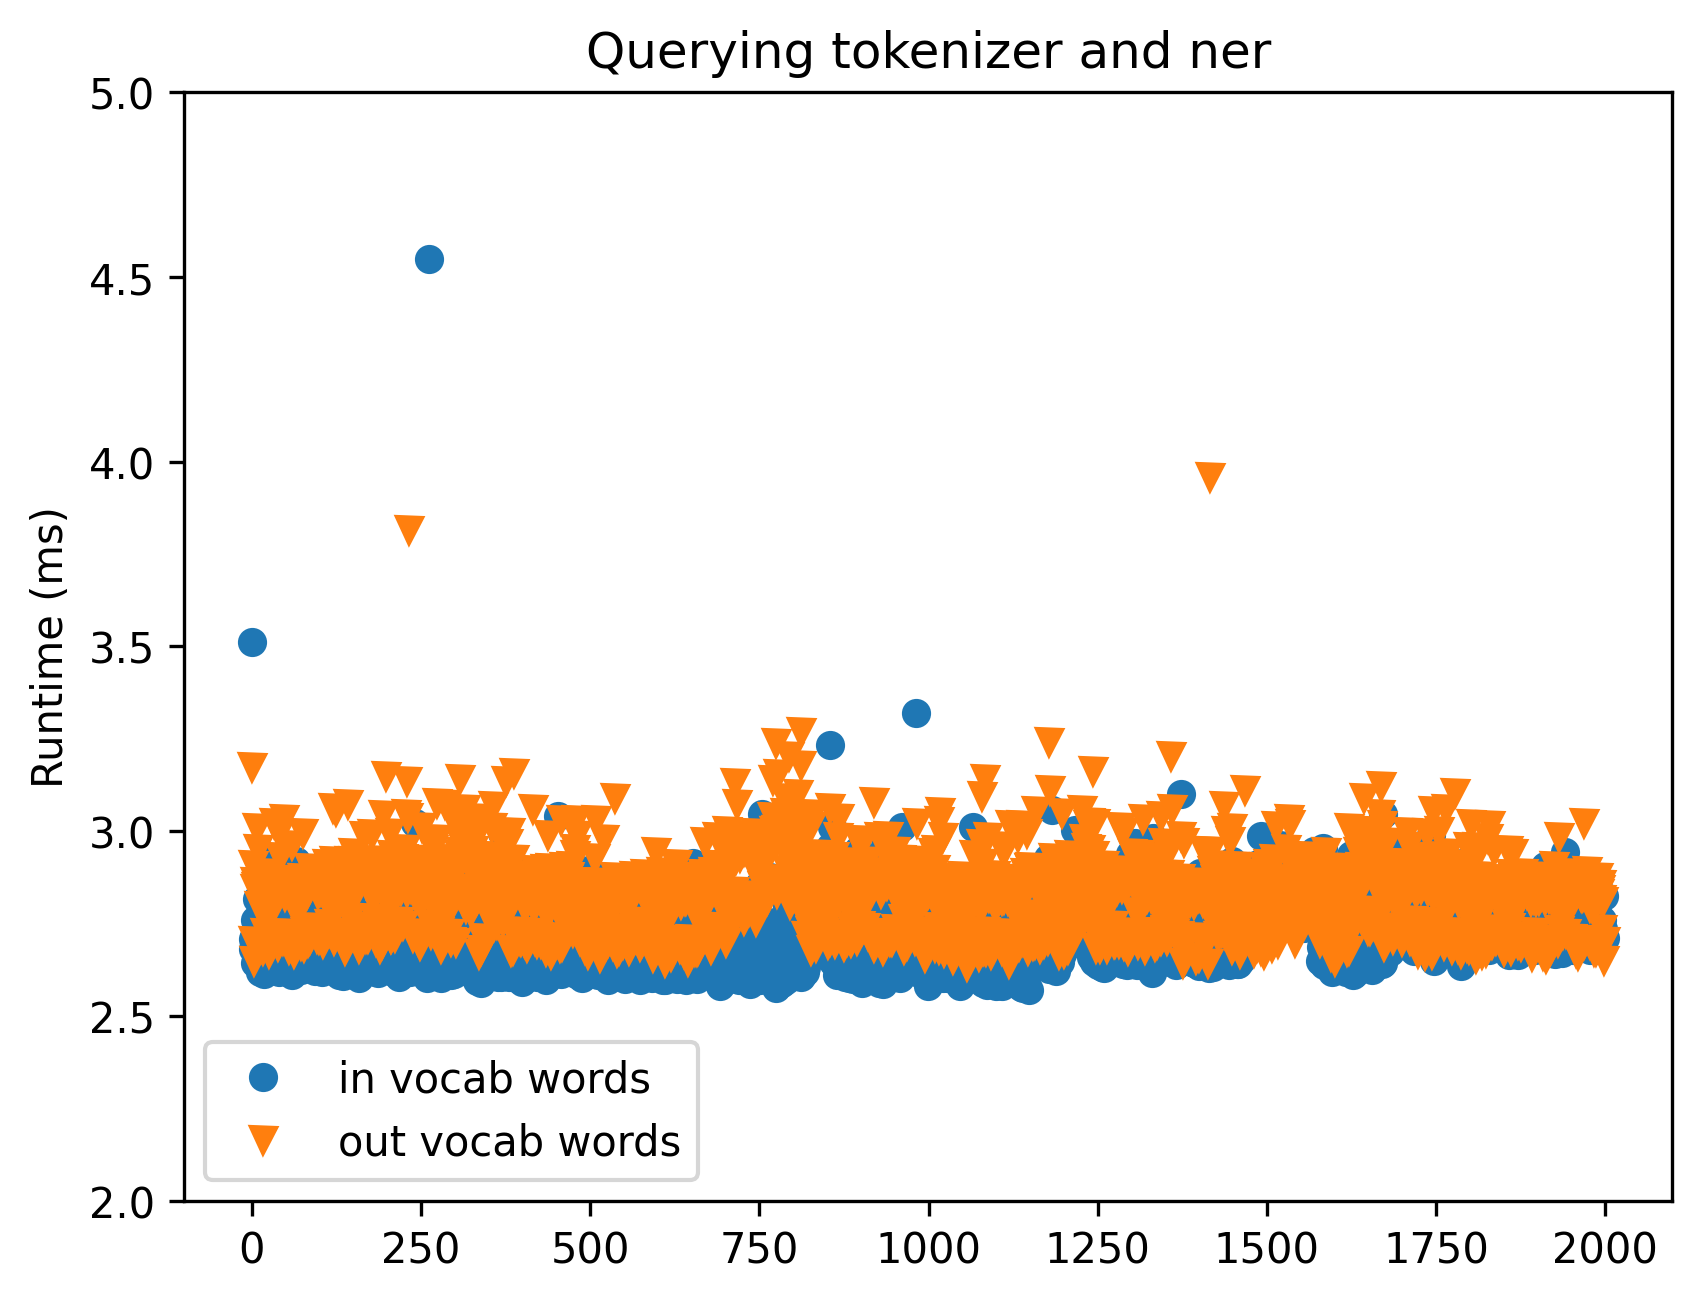 Querying tokenizer and ner
Runtime (ms)
5.0
4.5
4.0
3.5
3.0
2.5
2.0
in vocab words
out vocab words
0 250 500 750 1000 1250 1500 1750 2000